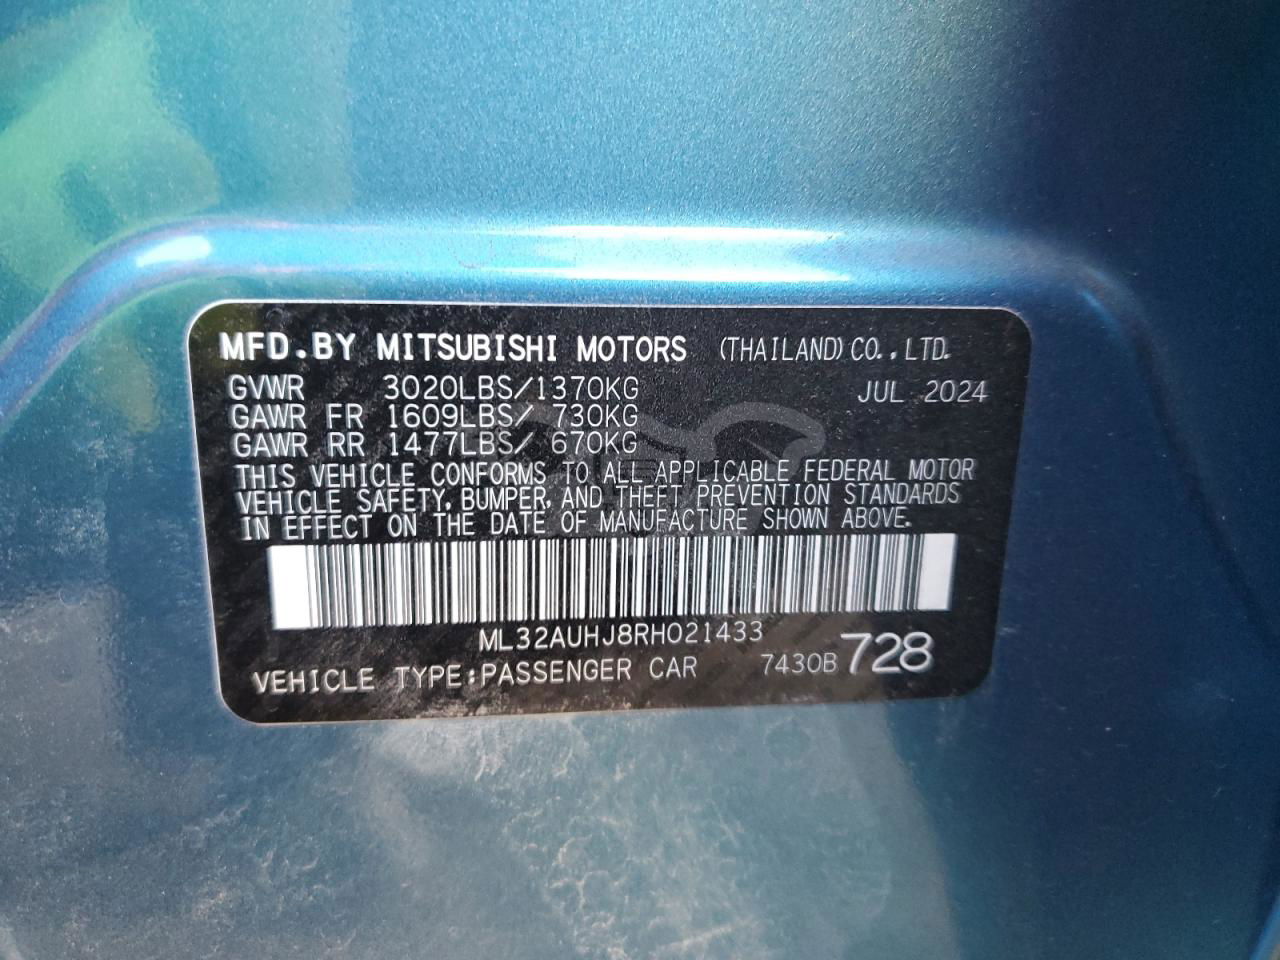 MFD.BY MITSUBISHI MOTORS (THAILAND) CO., LTD.
GVWR 3020LBS/1370KG JUL 2024
GAWR FR 1609LBS/ 730KG
GAWR RR 1477LBS/ 670KG
THIS VEHICLE CONFORMS TO ALL APPLICABLE FEDERAL MOTOR
VEHICLE SAFETY, BUMPER, AND THEFT PREVENTION STANDARDS
IN EFFECT ON THE DATE OF MANUFACTURE SHOWN ABOVE.
ML32AUHJ8RH021433
VEHICLE TYPE:PASSENGER CAR 7430B 728